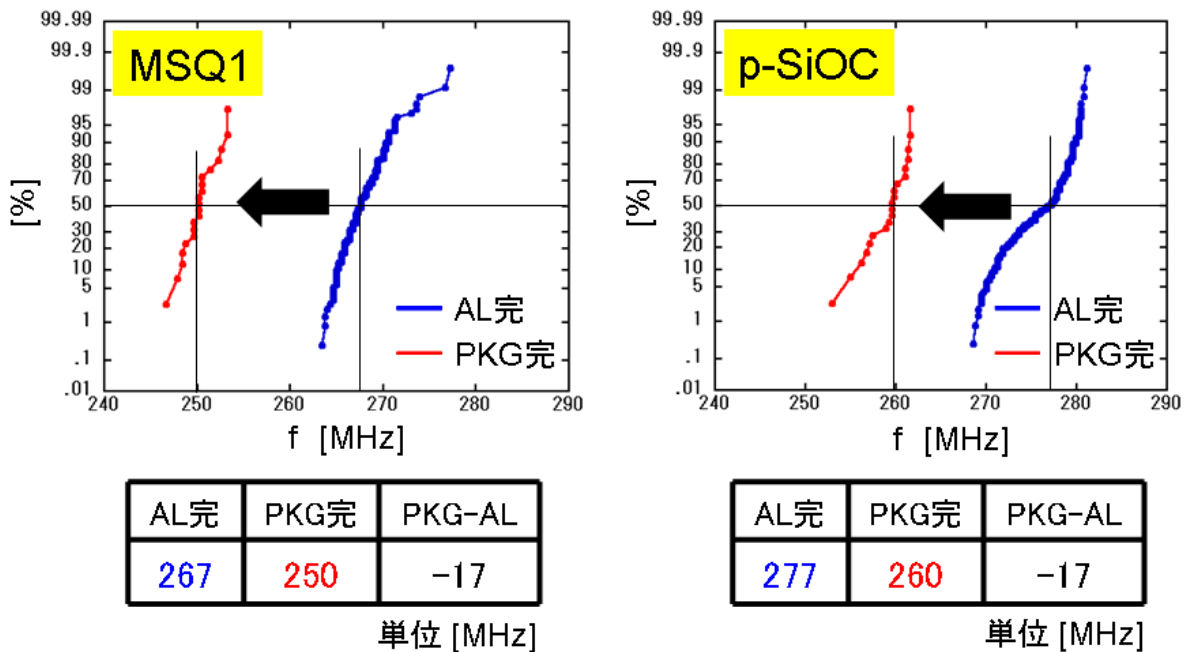 MSQ1
99.99
99.9
99
95
90
80
70
50
30
20
10
5
1
.1
.01
[%]
240 250 260 270 280 290
f [MHz]
AL完
PKG完
AL完 PKG完 PKG-AL
267 250 -17
単位 [MHz]
p-SiOC
99.99
99.9
99
95
90
80
70
50
30
20
10
5
1
.1
.01
[%]
240 250 260 270 280 290
f [MHz]
AL完
PKG完
AL完 PKG完 PKG-AL
277 260 -17
単位 [MHz]